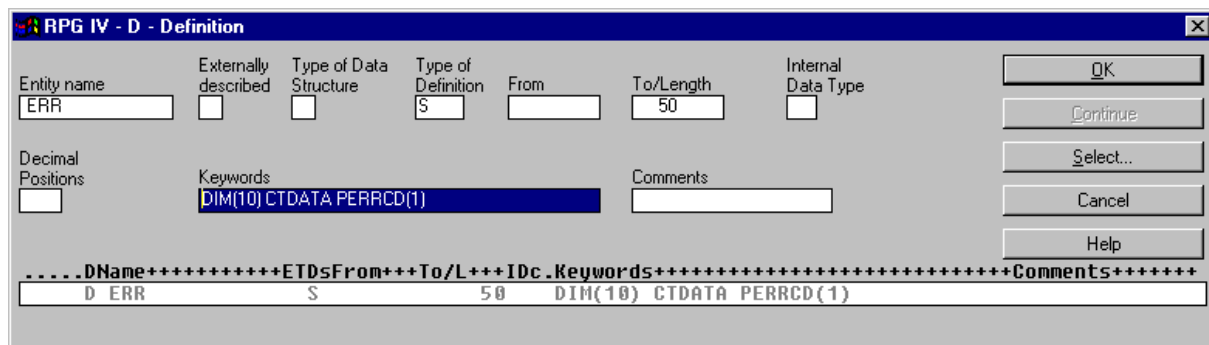 RPG IV - D - Definition
Entity name Externally described Type of Data Structure Type of Definition From To/Length Internal Data Type OK
ERR S 50
Continue
Decimal Positions Keywords Comments Select...
DIM(10) CTDATA PERRCD(1) Cancel
Help
.....DName+++++++++++ETDsFrom+++To/L+++IDc.Keywords+++++++++++++++++++++++++++++Comments+++++++
D ERR S 50 DIM(10) CTDATA PERRCD(1)